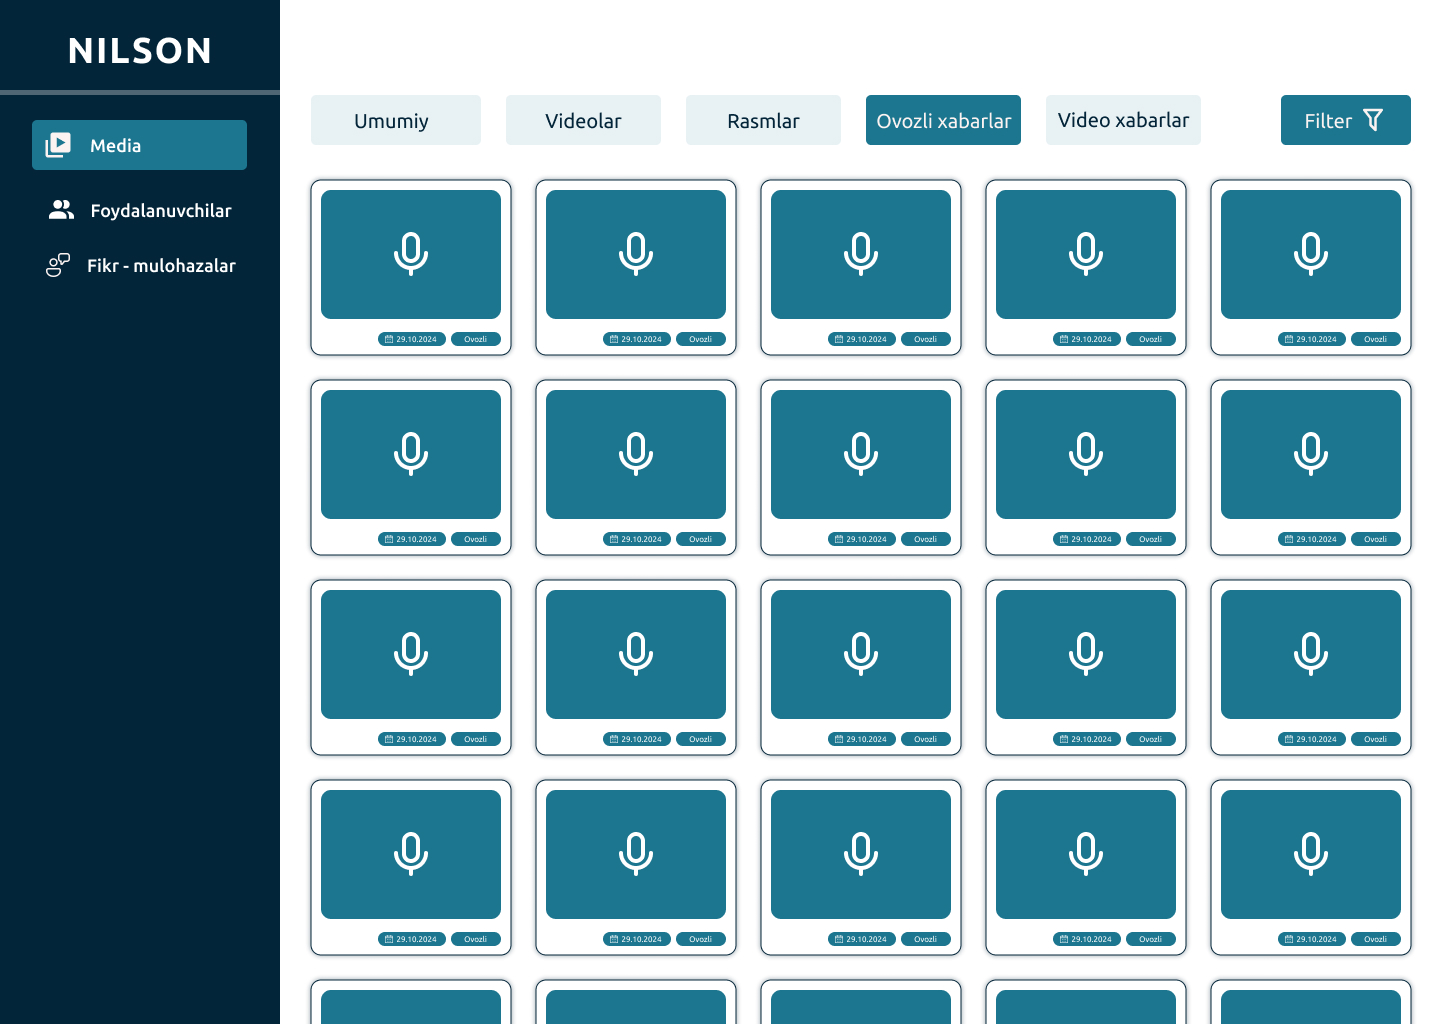 NILSON
Media
Foydalanuvchilar
Fikr - mulohazalar
Umumiy Videolar Rasmlar Ovozli xabarlar Video xabarlar Filter
29.10.2024 Ovozli 29.10.2024 Ovozli 29.10.2024 Ovozli 29.10.2024 Ovozli 29.10.2024 Ovozli
29.10.2024 Ovozli 29.10.2024 Ovozli 29.10.2024 Ovozli 29.10.2024 Ovozli 29.10.2024 Ovozli
29.10.2024 Ovozli 29.10.2024 Ovozli 29.10.2024 Ovozli 29.10.2024 Ovozli 29.10.2024 Ovozli
29.10.2024 Ovozli 29.10.2024 Ovozli 29.10.2024 Ovozli 29.10.2024 Ovozli 29.10.2024 Ovozli